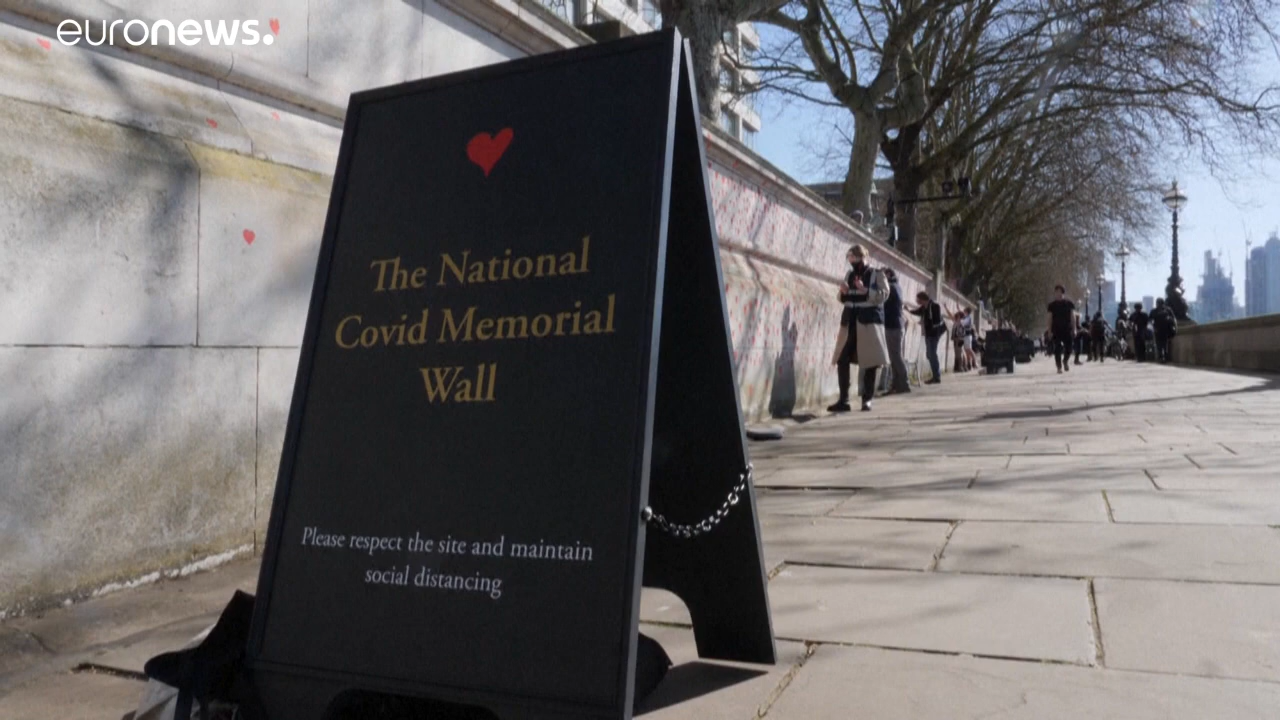 euronews.
The National
Covid Memorial
Wall
Please respect the site and maintain
social distancing